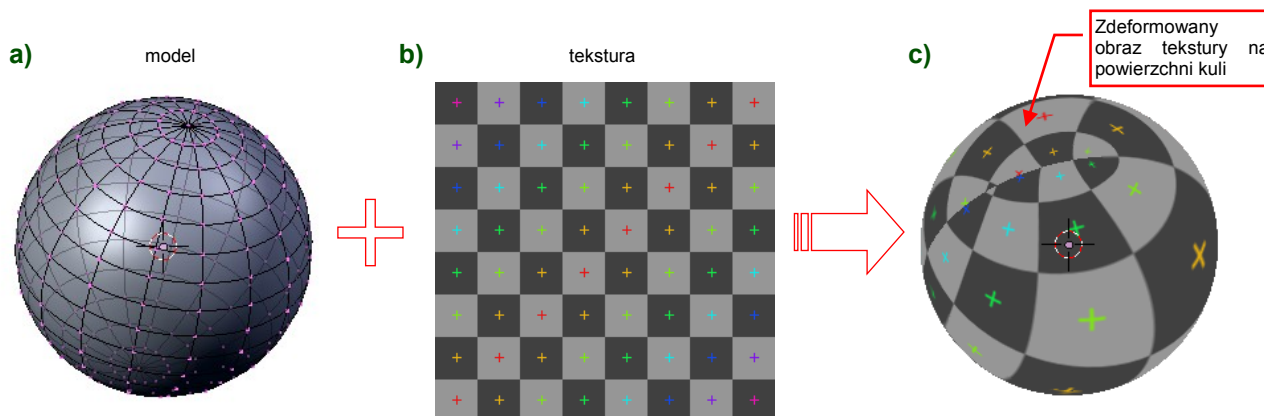 a)
model
b)
tekstura
c)
Zdeformowany
obraz tekstury na
powierzchni kuli